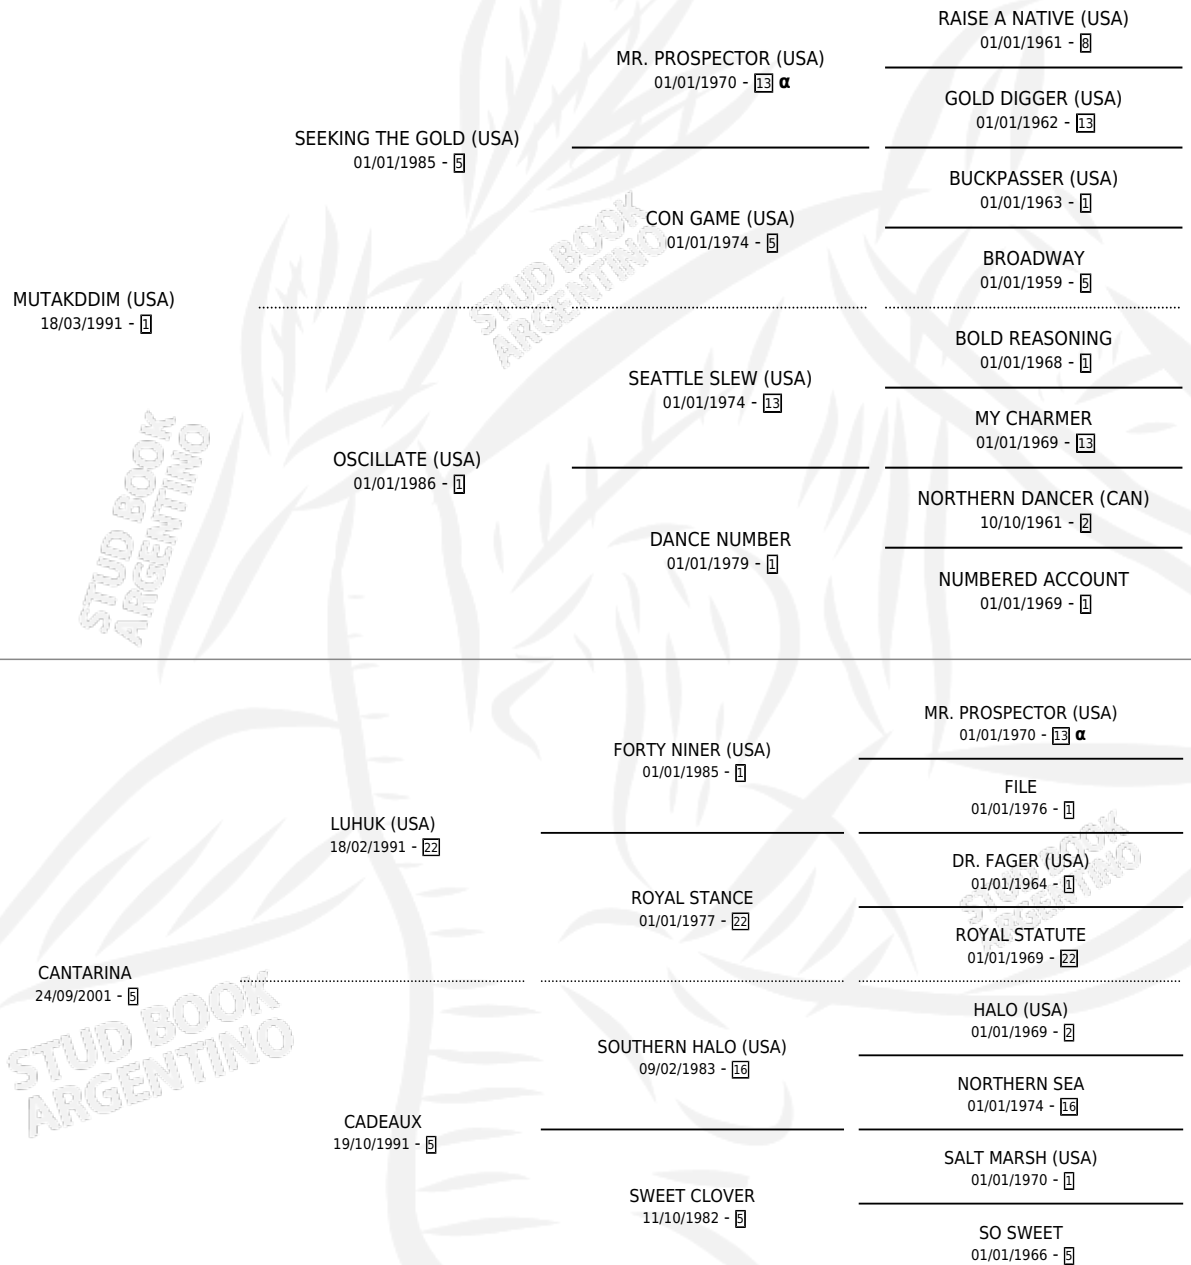 RAISE A NATIVE (USA)
01/01/1961 - 8
MR. PROSPECTOR (USA)
01/01/1970 - 13 α
GOLD DIGGER (USA)
01/01/1962 - 13
SEEKING THE GOLD (USA)
01/01/1985 - 5
BUCKPASSER (USA)
01/01/1963 - 1
CON GAME (USA)
01/01/1974 - 5
BROADWAY
01/01/1959 - 5
MUTAKDDIM (USA)
18/03/1991 - 1
BOLD REASONING
01/01/1968 - 1
SEATTLE SLEW (USA)
01/01/1974 - 13
MY CHARMER
01/01/1969 - 13
OSCILLATE (USA)
01/01/1986 - 1
NORTHERN DANCER (CAN)
10/10/1961 - 2
DANCE NUMBER
01/01/1979 - 1
NUMBERED ACCOUNT
01/01/1969 - 1
MR. PROSPECTOR (USA)
01/01/1970 - 13 α
FORTY NINER (USA)
01/01/1985 - 1
FILE
01/01/1976 - 1
LUHUK (USA)
18/02/1991 - 22
DR. FAGER (USA)
01/01/1964 - 1
ROYAL STANCE
01/01/1977 - 22
ROYAL STATUTE
01/01/1969 - 22
CANTARINA
24/09/2001 - 5
HALO (USA)
01/01/1969 - 2
SOUTHERN HALO (USA)
09/02/1983 - 16
NORTHERN SEA
01/01/1974 - 16
CADEAUX
19/10/1991 - 5
SALT MARSH (USA)
01/01/1970 - 1
SWEET CLOVER
11/10/1982 - 5
SO SWEET
01/01/1966 - 5
STUD BOOK
ARGENTINO
STUD BOOK
ARGENTINO
STUD BOOK
ARGENTINO
STUD BOOK
ARGENTINO